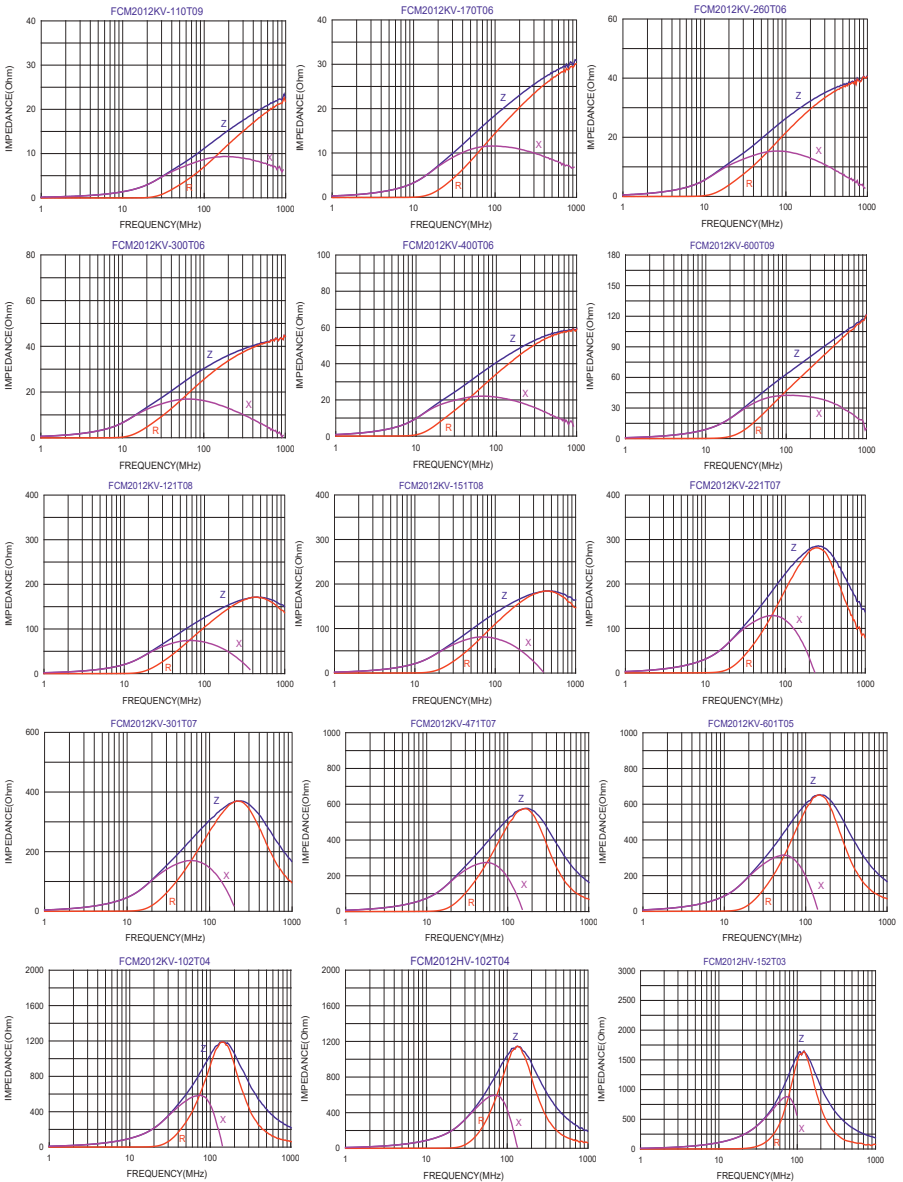 FCM2012KV-110T09
IMPEDANCE(Ohm)
40
30
20
10
0
Z
R
X
1
10
100
1000
FREQUENCY(MHz)
FCM2012KV-170T06
IMPEDANCE(Ohm)
40
30
20
10
0
Z
R
X
1
10
100
1000
FREQUENCY(MHz)
FCM2012KV-260T06
IMPEDANCE(Ohm)
60
40
20
0
Z
R
X
1
10
100
1000
FREQUENCY(MHz)
FCM2012KV-300T06
IMPEDANCE(Ohm)
80
60
40
20
0
Z
R
X
1
10
100
1000
FREQUENCY(MHz)
FCM2012KV-400T06
IMPEDANCE(Ohm)
100
80
60
40
20
0
Z
R
X
1
10
100
1000
FREQUENCY(MHz)
FCM2012KV-600T09
IMPEDANCE(Ohm)
180
150
120
90
60
30
0
Z
R
X
1
10
100
1000
FREQUENCY(MHz)
FCM2012KV-121T08
IMPEDANCE(Ohm)
400
300
200
100
0
Z
R
X
1
10
100
1000
FREQUENCY(MHz)
FCM2012KV-151T08
IMPEDANCE(Ohm)
400
300
200
100
0
Z
R
X
1
10
100
1000
FREQUENCY(MHz)
FCM2012KV-221T07
IMPEDANCE(Ohm)
400
300
200
100
0
Z
R
X
1
10
100
1000
FREQUENCY(MHz)
FCM2012KV-301T07
IMPEDANCE(Ohm)
600
400
200
0
Z
R
X
1
10
100
1000
FREQUENCY(MHz)
FCM2012KV-471T07
IMPEDANCE(Ohm)
1000
800
600
400
200
0
Z
R
X
1
10
100
1000
FREQUENCY(MHz)
FCM2012KV-601T05
IMPEDANCE(Ohm)
1000
800
600
400
200
0
Z
R
X
1
10
100
1000
FREQUENCY(MHz)
FCM2012KV-102T04
IMPEDANCE(Ohm)
2000
1600
1200
800
400
0
Z
R
X
1
10
100
1000
FREQUENCY(MHz)
FCM2012HV-102T04
IMPEDANCE(Ohm)
2000
1600
1200
800
400
0
Z
R
X
1
10
100
1000
FREQUENCY(MHz)
FCM2012HV-152T03
IMPEDANCE(Ohm)
3000
2500
2000
1500
1000
500
0
Z
R
X
1
10
100
1000
FREQUENCY(MHz)